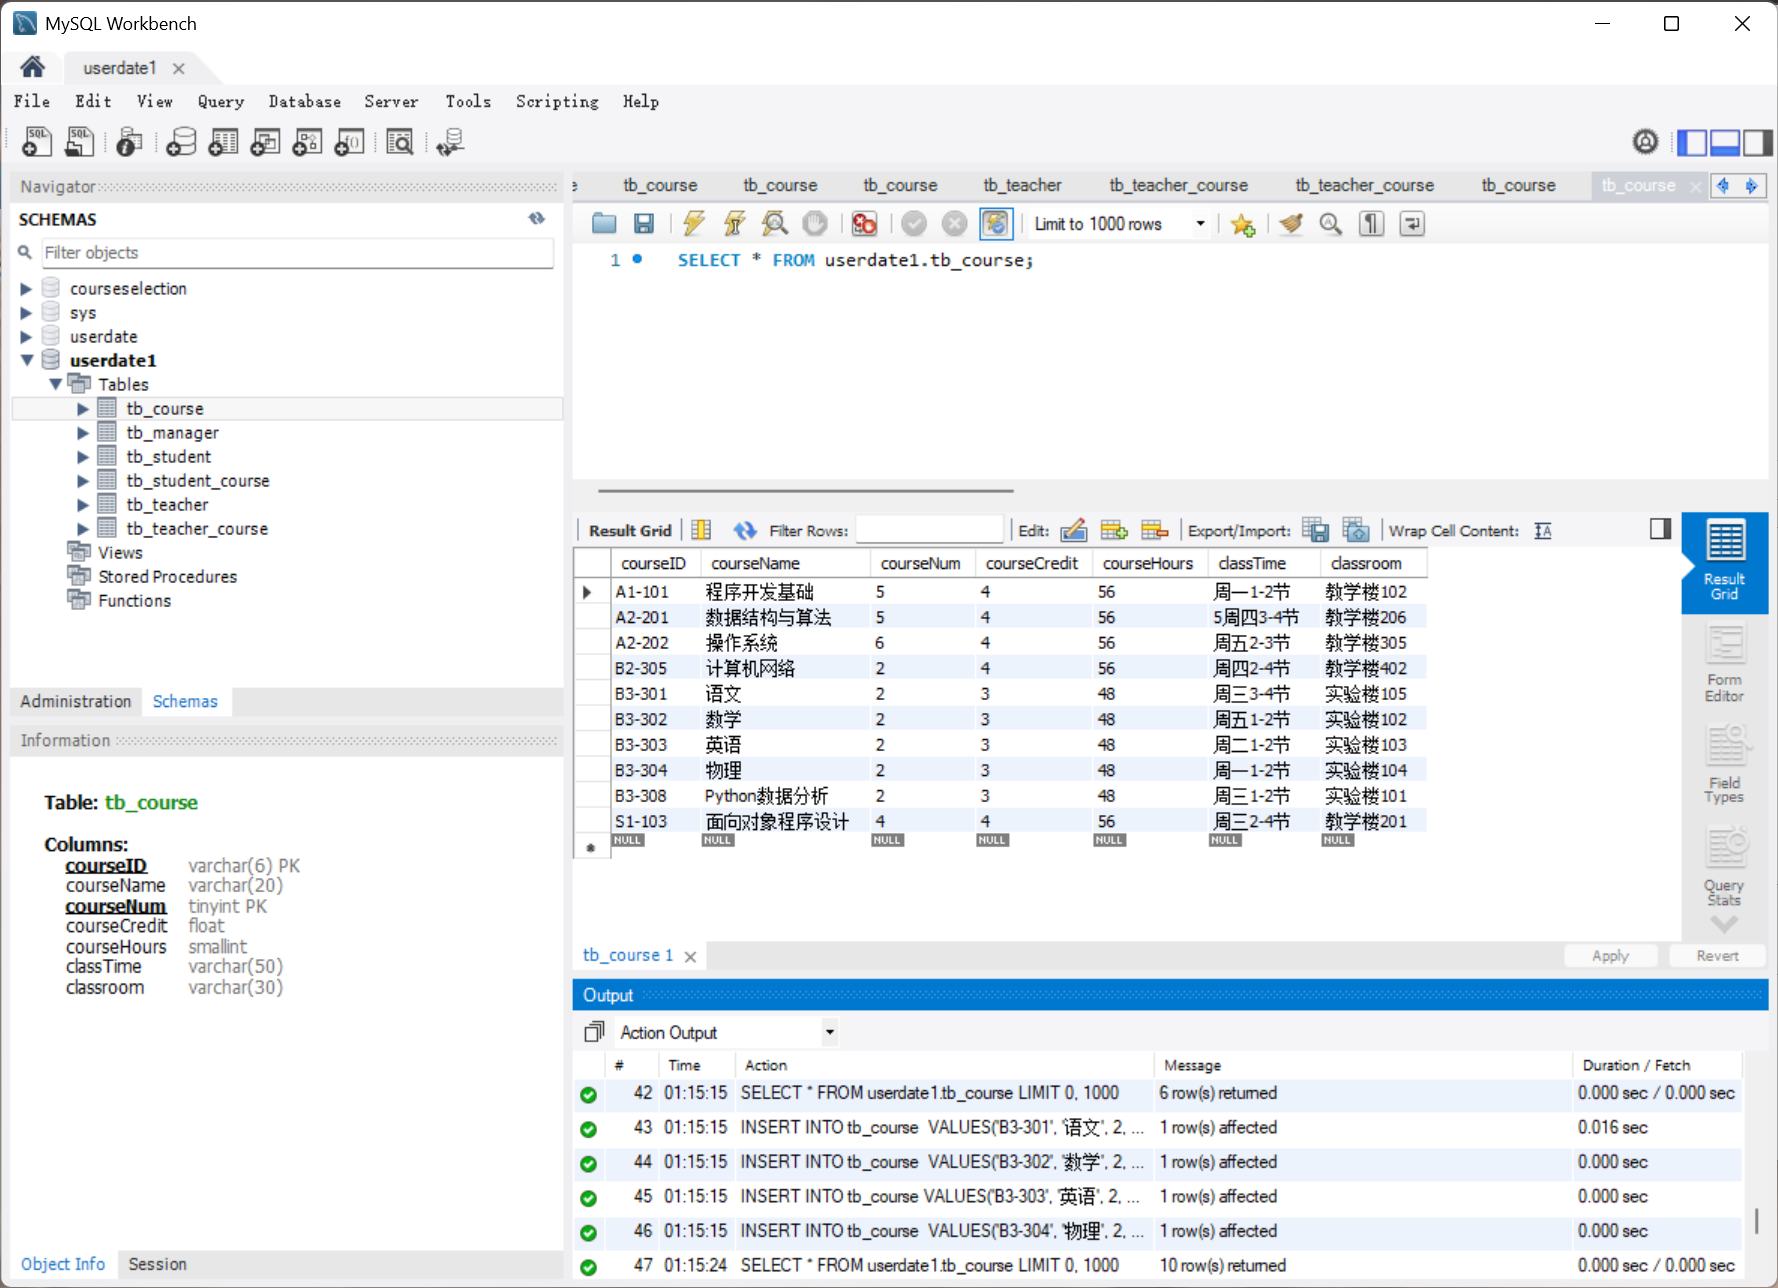 MySQL Workbench
userdate1
File Edit View Query Database Server Tools Scripting Help
Navigator
SCHEMAS
Filter objects
courseselection
sys
userdate
userdate1
Tables
tb_course
tb_manager
tb_student
tb_student_course
tb_teacher
tb_teacher_course
Views
Stored Procedures
Functions
Administration Schemas
Information
Table: tb_course
Columns:
courseID varchar(6) PK
courseName varchar(20)
courseNum tinyint PK
courseCredit float
courseHours smallint
classTime varchar(50)
classroom varchar(30)
Object Info Session
e tb_course tb_course tb_course tb_teacher tb_teacher_course tb_teacher_course tb_course tb_course
Limit to 1000 rows
1 SELECT * FROM userdate1.tb_course;
Result Grid Filter Rows: Edit: Export/Import: Wrap Cell Content:
courseID courseName courseNum courseCredit courseHours classTime classroom
A1-101 程序开发基础 5 4 56 周一1-2节 教学楼102
A2-201 数据结构与算法 5 4 56 5周四3-4节 教学楼206
A2-202 操作系统 6 4 56 周五2-3节 教学楼305
B2-305 计算机网络 2 4 56 周四2-4节 教学楼402
B3-301 语文 2 3 48 周三3-4节 实验楼105
B3-302 数学 2 3 48 周五1-2节 实验楼102
B3-303 英语 2 3 48 周二1-2节 实验楼103
B3-304 物理 2 3 48 周一1-2节 实验楼104
B3-308 Python数据分析 2 3 48 周三1-2节 实验楼101
S1-103 面向对象程序设计 4 4 56 周三2-4节 教学楼201
NULL NULL NULL NULL NULL NULL NULL
Result
Grid
Form
Editor
Field
Types
Query
Stats
tb_course 1
Apply Revert
Output
Action Output
# Time Action Message Duration / Fetch
42 01:15:15 SELECT * FROM userdate1.tb_course LIMIT 0, 1000 6 row(s) returned 0.000 sec / 0.000 sec
43 01:15:15 INSERT INTO tb_course VALUES('B3-301', '语文', 2, ... 1 row(s) affected 0.016 sec
44 01:15:15 INSERT INTO tb_course VALUES('B3-302', '数学', 2, ... 1 row(s) affected 0.000 sec
45 01:15:15 INSERT INTO tb_course VALUES('B3-303', '英语', 2, ... 1 row(s) affected 0.000 sec
46 01:15:15 INSERT INTO tb_course VALUES('B3-304', '物理', 2, ... 1 row(s) affected 0.000 sec
47 01:15:24 SELECT * FROM userdate1.tb_course LIMIT 0, 1000 10 row(s) returned 0.000 sec / 0.000 sec